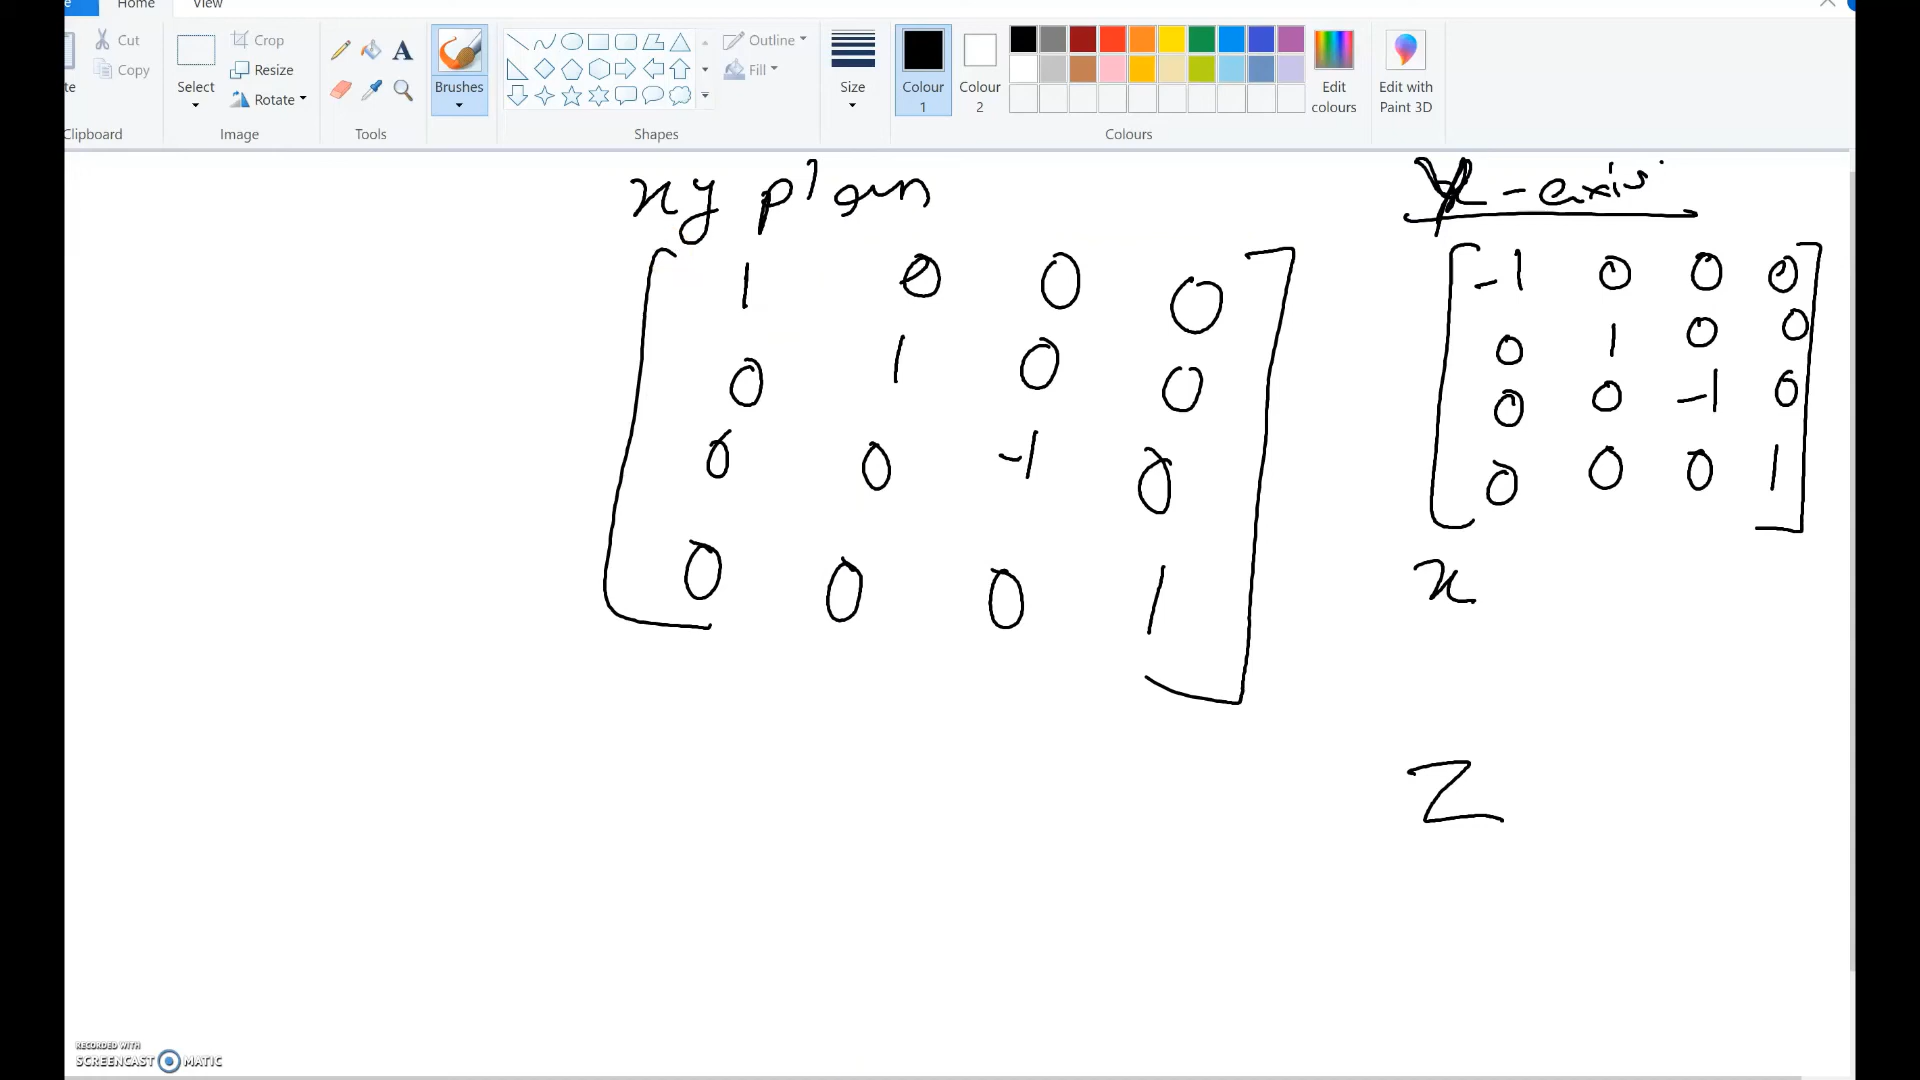 Home View
Cut
Copy
Clipboard
Select
Crop
Resize
Rotate
Image
Tools
Brushes
Shapes
Outline
Fill
Size
Colour 1
Colour 2
Colours
Edit colours
Edit with Paint 3D
xy plan
1 0 0 0
0 1 0 0
0 0 -1 0
0 0 0 1
-axis
-1 0 0 0
0 1 0 0
0 0 -1 0
0 0 0 1
x
Z
RECORDED WITH
SCREENCAST MATIC